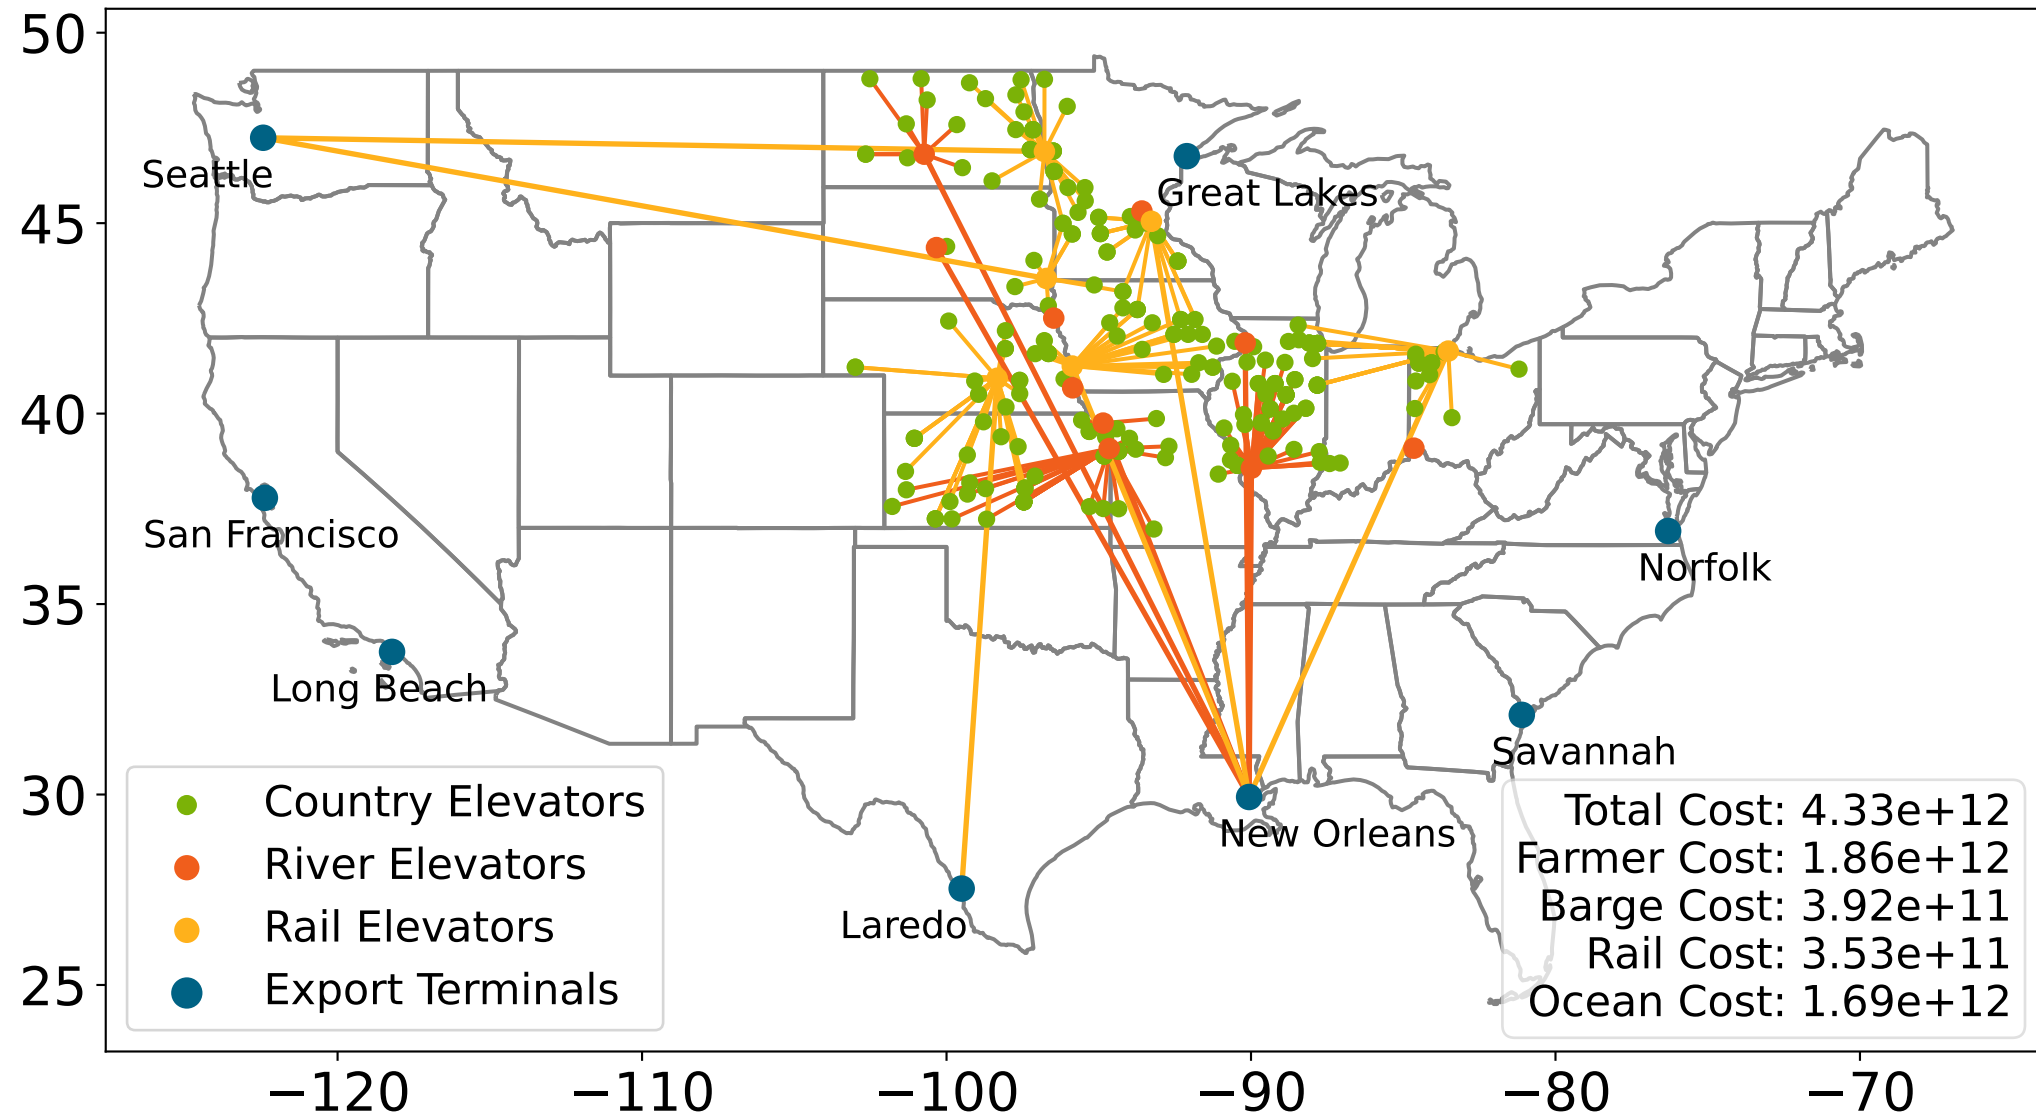 50
45
40
35
30
25
−120
−110
−100
−90
−80
−70
Seattle
Great Lakes
San Francisco
Norfolk
Long Beach
Savannah
New Orleans
Laredo
Country Elevators
River Elevators
Rail Elevators
Export Terminals
Total Cost: 4.33e+12
Farmer Cost: 1.86e+12
Barge Cost: 3.92e+11
Rail Cost: 3.53e+11
Ocean Cost: 1.69e+12